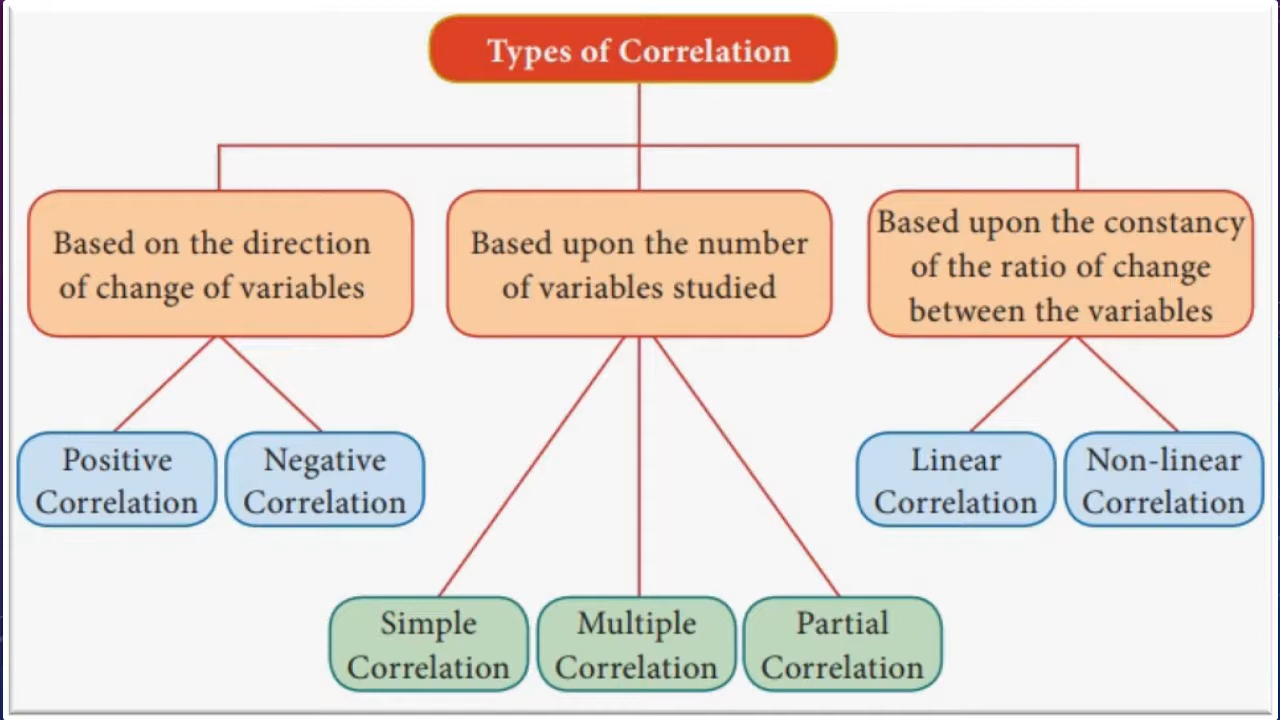 Types of Correlation
Based on the direction
of change of variables
Based upon the number
of variables studied
Based upon the constancy
of the ratio of change
between the variables
Positive
Correlation
Negative
Correlation
Linear
Correlation
Non-linear
Correlation
Simple
Correlation
Multiple
Correlation
Partial
Correlation